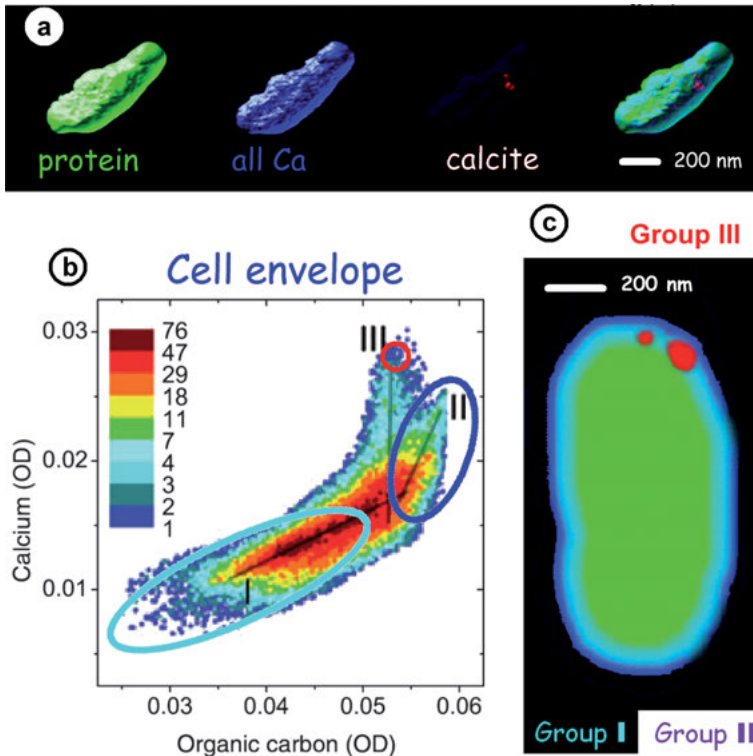 a
protein
all Ca
calcite
200 nm
b
Cell envelope
0.03
0.02
0.01
Calcium (OD)
76
47
29
18
11
7
4
3
2
1
III
II
I
0.03
0.04
0.05
0.06
Organic carbon (OD)
c
Group III
200 nm
Group I
Group II